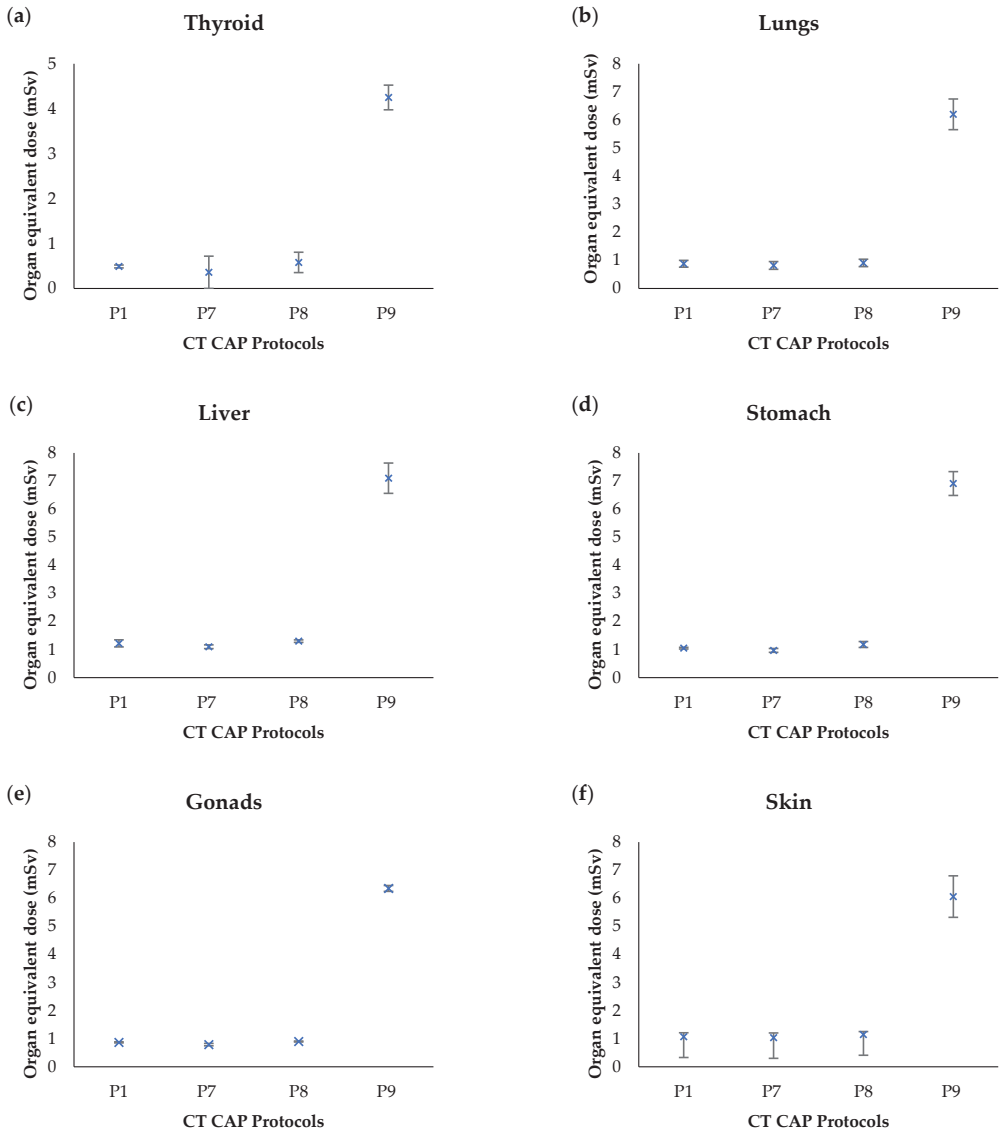 (a)
Thyroid
Organ equivalent dose (mSv)
5
4
3
2
1
0
P1 P7 P8 P9
CT CAP Protocols
(b)
Lungs
Organ equivalent dose (mSv)
8
7
6
5
4
3
2
1
0
P1 P7 P8 P9
CT CAP Protocols
(c)
Liver
Organ equivalent dose (mSv)
8
7
6
5
4
3
2
1
0
P1 P7 P8 P9
CT CAP Protocols
(d)
Stomach
Organ equivalent dose (mSv)
8
7
6
5
4
3
2
1
0
P1 P7 P8 P9
CT CAP Protocols
(e)
Gonads
Organ equivalent dose (mSv)
8
7
6
5
4
3
2
1
0
P1 P7 P8 P9
CT CAP Protocols
(f)
Skin
Organ equivalent dose (mSv)
8
7
6
5
4
3
2
1
0
P1 P7 P8 P9
CT CAP Protocols